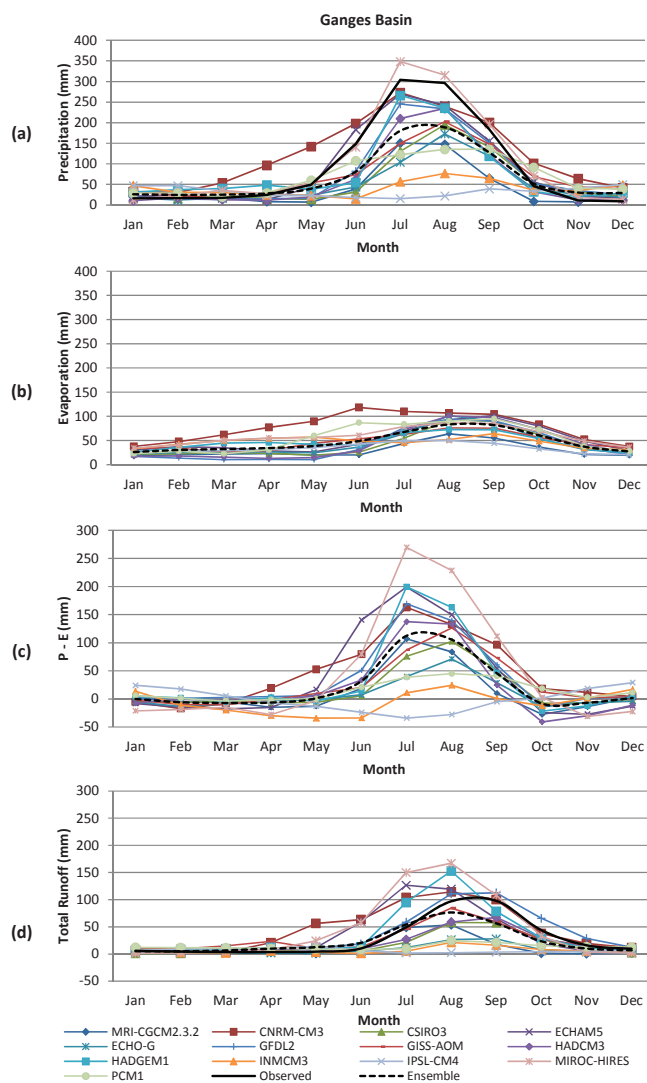 Ganges Basin
(a)
Precipitation (mm)
400
350
300
250
200
150
100
50
0
Jan Feb Mar Apr May Jun Jul Aug Sep Oct Nov Dec
Month
(b)
Evaporation (mm)
400
350
300
250
200
150
100
50
0
Jan Feb Mar Apr May Jun Jul Aug Sep Oct Nov Dec
Month
(c)
P - E (mm)
300
250
200
150
100
50
0
-50
Jan Feb Mar Apr May Jun Jul Aug Sep Oct Nov Dec
Month
(d)
Total Runoff (mm)
300
250
200
150
100
50
0
-50
Jan Feb Mar Apr May Jun Jul Aug Sep Oct Nov Dec
MRI-CGCM2.3.2 CNRM-CM3 CSIRO3 ECHAM5
ECHO-G GFDL2 GISS-AOM HADCM3
HADGEM1 INMCM3 IPSL-CM4 MIROC-HIRES
PCM1 Observed Ensemble